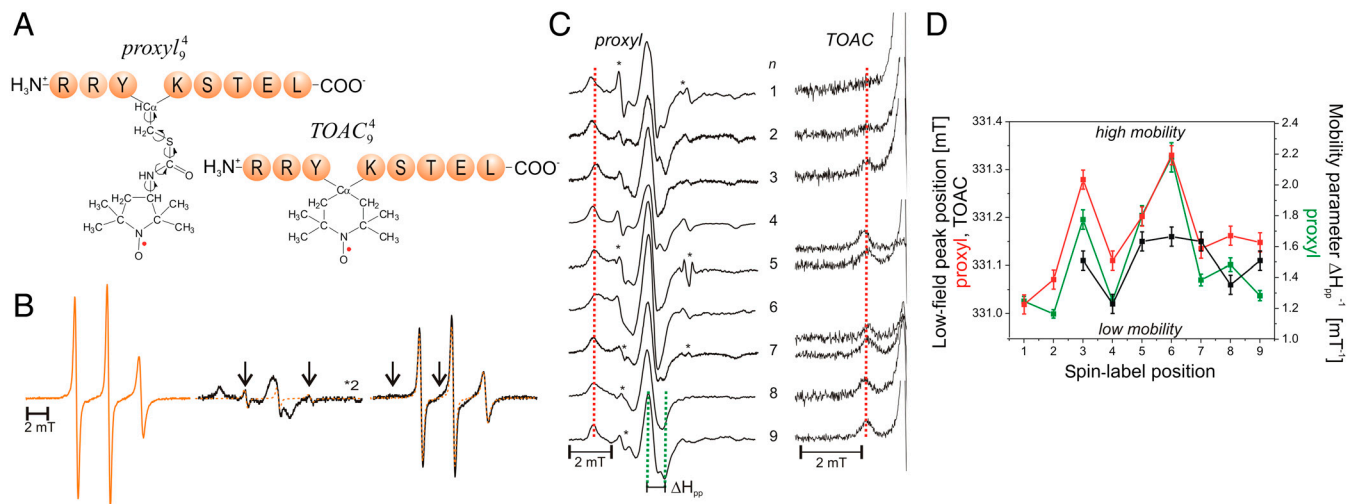 A
proxyl 4 9
H3N+ R R Y K S T E L COO-
HCα
H2C S
C O
HN
CH
H3C CH3
H3C CH3
N
O
TOAC 4 9
H3N+ R R Y K S T E L COO-
Cα
H2C CH2
H3C CH3
H3C CH3
N
O
B
*2
2 mT
C
proxyl n TOAC
* * 1
2
3
4
* * 5
6
* * 7
* 8
* 9
2 mT 2 mT
ΔHpp
D
Low-field peak position [mT]
proxyl, TOAC
331.4
331.3
331.2
331.1
331.0
high mobility
low mobility
2.4
2.2
2.0
1.8
1.6
1.4
1.2
1.0
Mobility parameter ΔHpp-1 [mT-1]
proxyl
1 2 3 4 5 6 7 8 9
Spin-label position